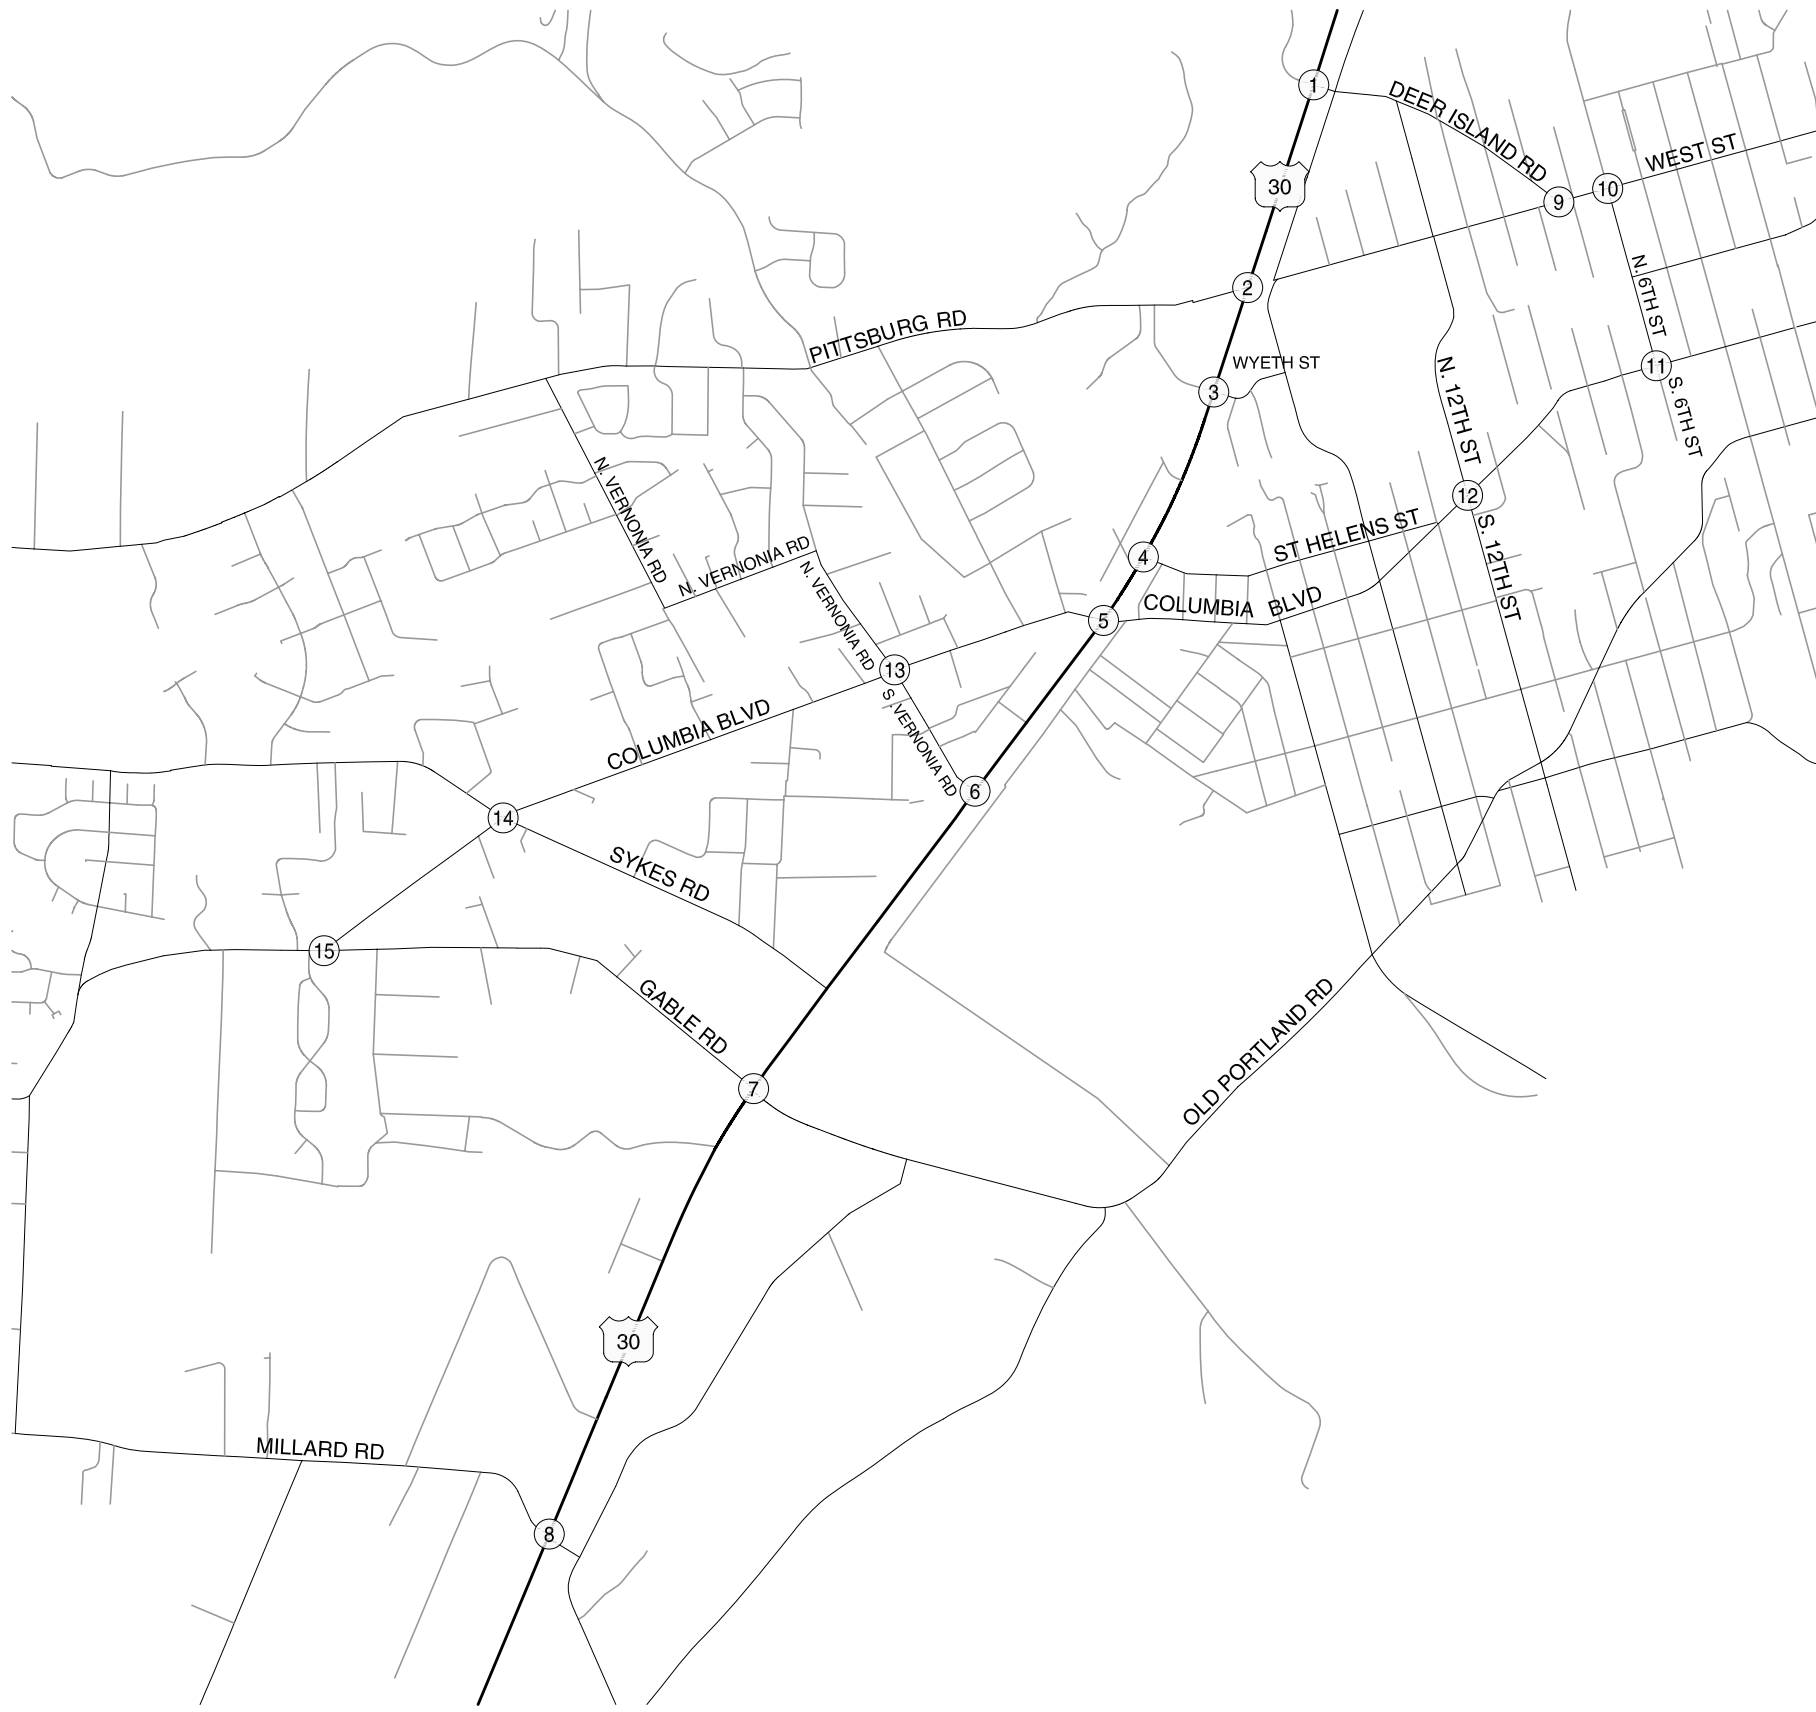 1
DEER ISLAND RD
WEST ST
30
9
10
2
N. 6TH ST
PITTSBURG RD
WYETH ST
3
11
N. 12TH ST
S. 6TH ST
N. VERNONIA RD
12
ST HELENS ST
S. 12TH ST
4
N. VERNONIA RD
N. VERNONIA RD
COLUMBIA BLVD
5
13
S. VERNONIA RD
COLUMBIA BLVD
6
14
SYKES RD
15
GABLE RD
OLD PORTLAND RD
7
30
MILLARD RD
8